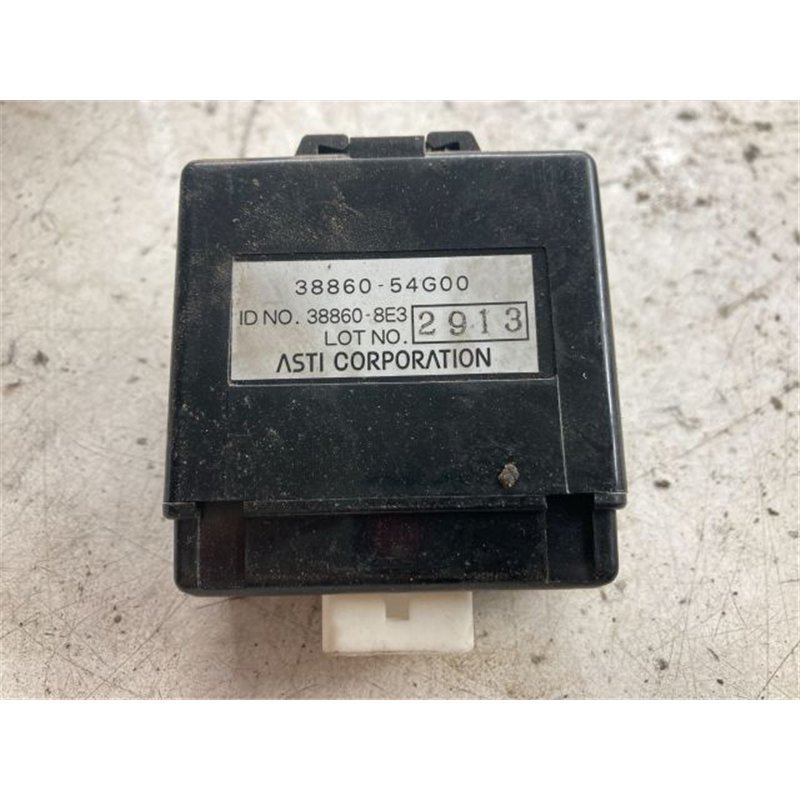 38860-54G00
ID NO. 38860-8E3
LOT NO. 2913
ASTI CORPORATION